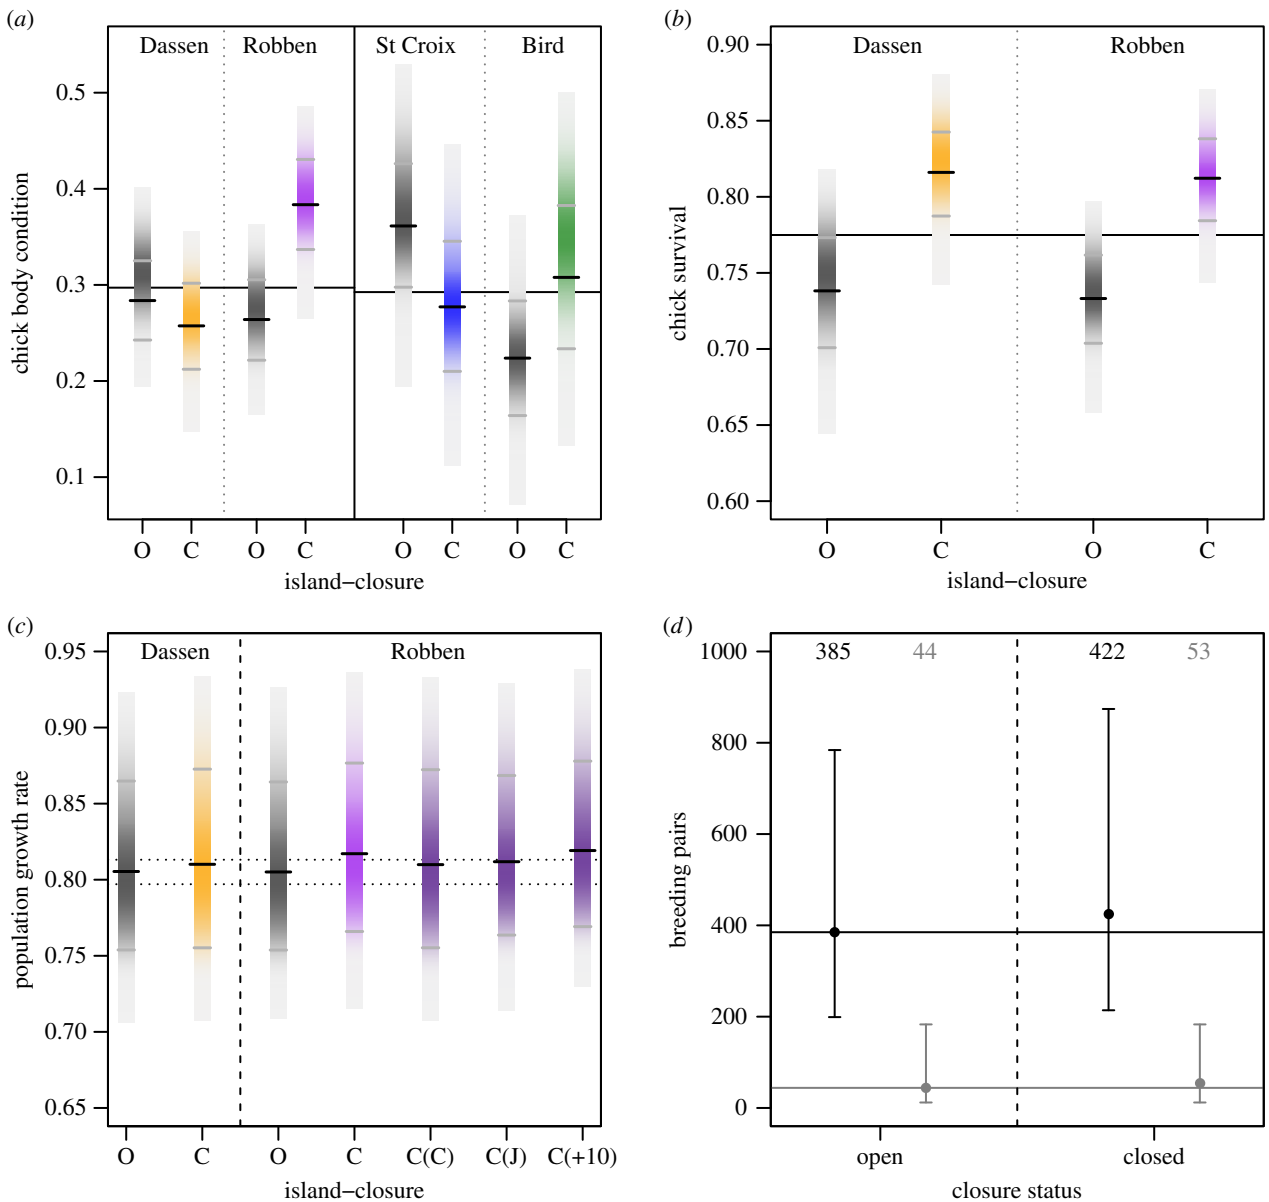 (a)
Dassen Robben St Croix Bird
0.5
0.4
0.3
0.2
0.1
chick body condition
O C O C O C O C
island–closure
(b)
Dassen Robben
0.90
0.85
0.80
0.75
0.70
0.65
0.60
chick survival
O C O C
island–closure
(c)
Dassen Robben
0.95
0.90
0.85
0.80
0.75
0.70
0.65
population growth rate
O C O C C(C) C(J) C(+10)
island–closure
(d)
385 44 422 53
1000
800
600
400
200
0
breeding pairs
open closed
closure status